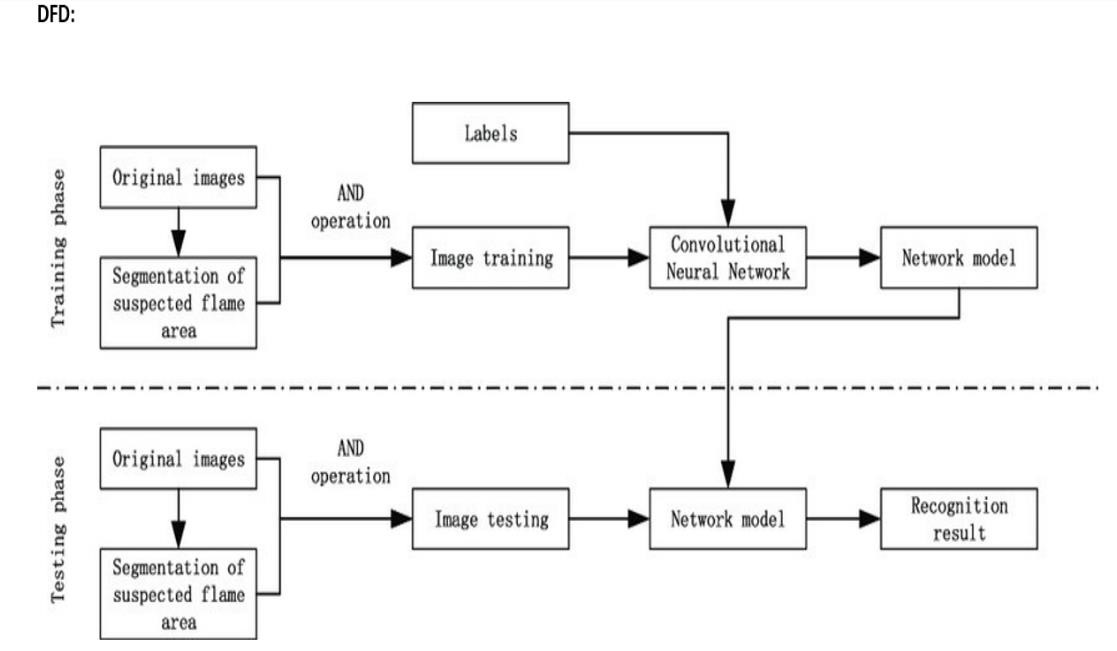 DFD:
Training phase
Labels
Original images
AND
operation
Segmentation of
suspected flame
area
Image training
Convolutional
Neural Network
Network model
Testing phase
Original images
AND
operation
Segmentation of
suspected flame
area
Image testing
Network model
Recognition
result